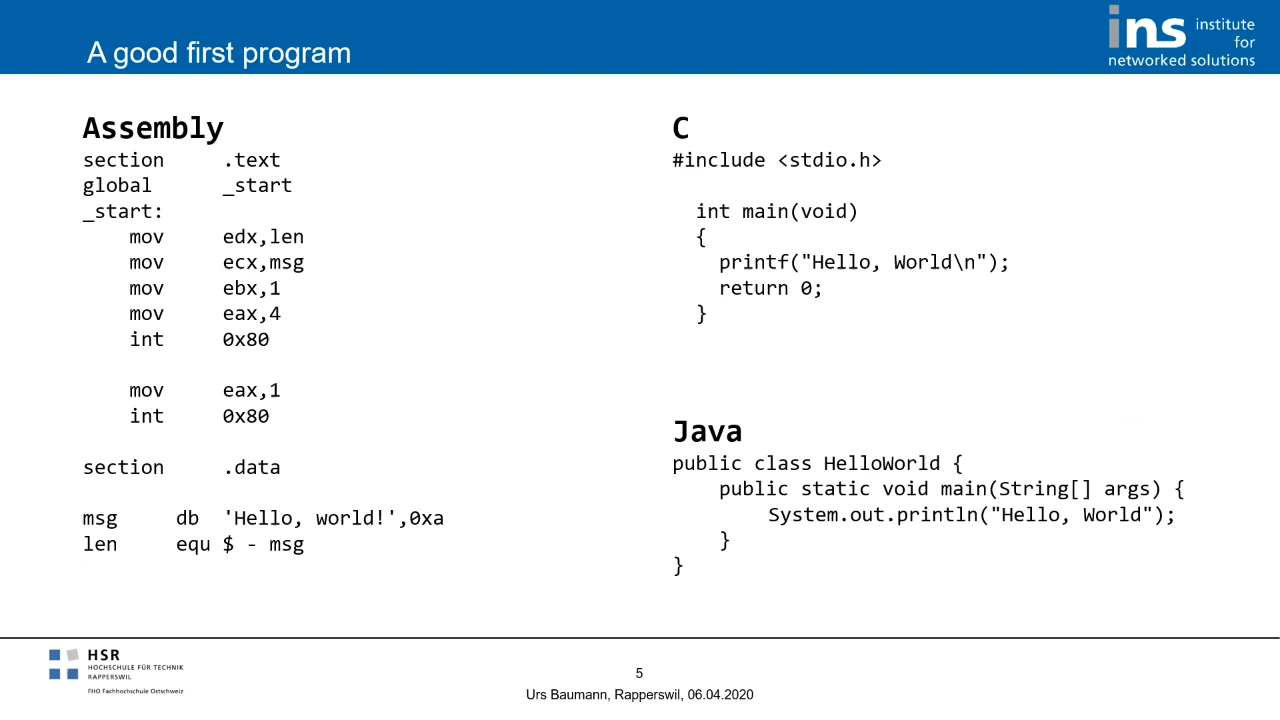 A good first program
ins institute
for
networked solutions
Assembly
section     .text
global      _start
_start:
    mov     edx,len
    mov     ecx,msg
    mov     ebx,1
    mov     eax,4
    int     0x80
    mov     eax,1
    int     0x80
section     .data
msg     db  'Hello, world!',0xa
len     equ $ - msg
C
#include <stdio.h>
  int main(void)
  {
    printf("Hello, World\n");
    return 0;
  }
Java
public class HelloWorld {
    public static void main(String[] args) {
        System.out.println("Hello, World");
    }
}
HSR
HOCHSCHULE FÜR TECHNIK
RAPPERSWIL
FHO Fachhochschule Ostschweiz
5
Urs Baumann, Rapperswil, 06.04.2020